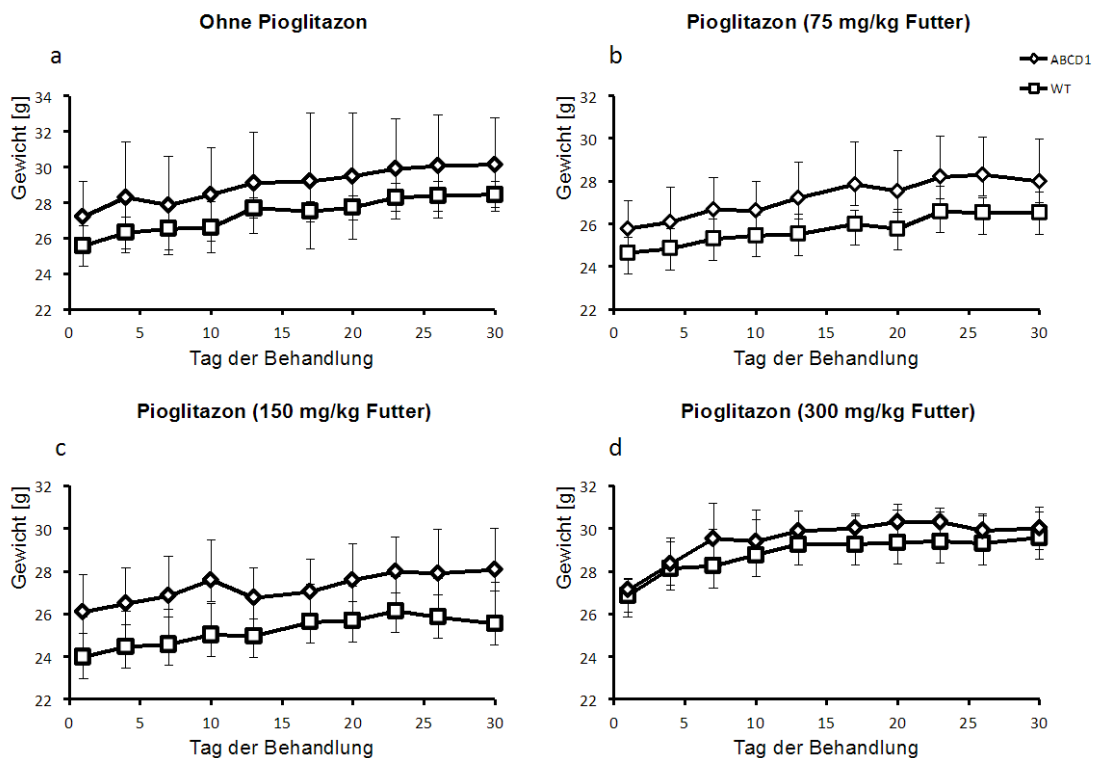 Ohne Pioglitazon
a
Gewicht [g]
34
32
30
28
26
24
22
0 5 10 15 20 25 30
Tag der Behandlung
Pioglitazon (75 mg/kg Futter)
b
ABCD1
WT
Gewicht [g]
32
30
28
26
24
22
0 5 10 15 20 25 30
Tag der Behandlung
Pioglitazon (150 mg/kg Futter)
c
Gewicht [g]
32
30
28
26
24
22
0 5 10 15 20 25 30
Tag der Behandlung
Pioglitazon (300 mg/kg Futter)
d
Gewicht [g]
32
30
28
26
24
22
0 5 10 15 20 25 30
Tag der Behandlung